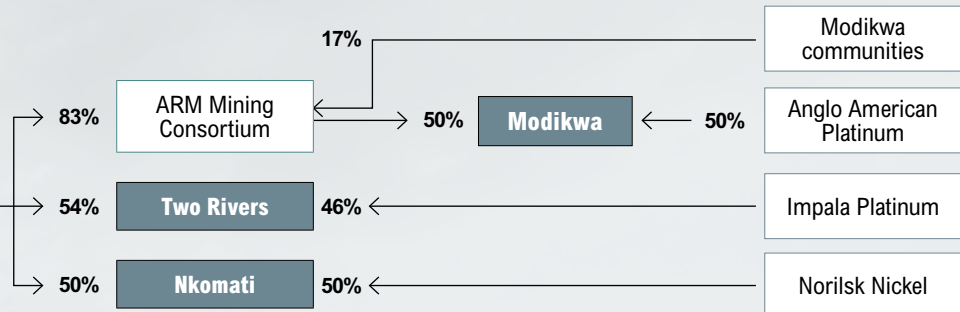 17%
Modikwa
communities
83%
ARM Mining
Consortium
50%
Modikwa
50%
Anglo American
Platinum
54%
Two Rivers
46%
Impala Platinum
50%
Nkomati
50%
Norilsk Nickel